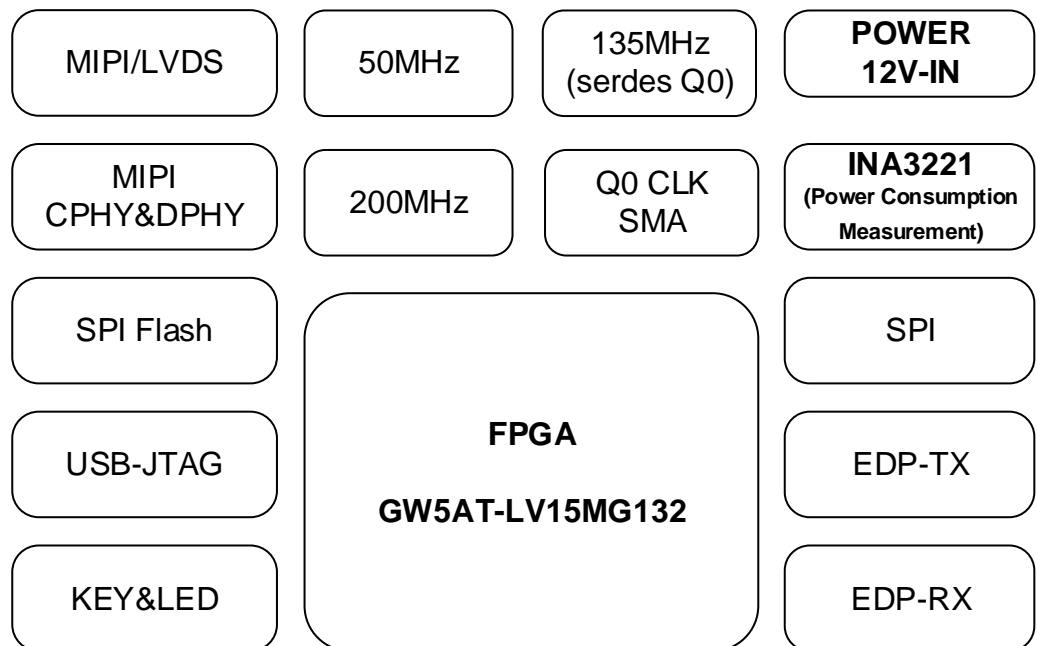 MIPI/LVDS
50MHz
135MHz
(serdes Q0)
POWER
12V-IN
MIPI
CPHY&DPHY
200MHz
Q0 CLK
SMA
INA3221
(Power Consumption
Measurement)
SPI Flash
SPI
FPGA
GW5AT-LV15MG132
USB-JTAG
EDP-TX
KEY&LED
EDP-RX